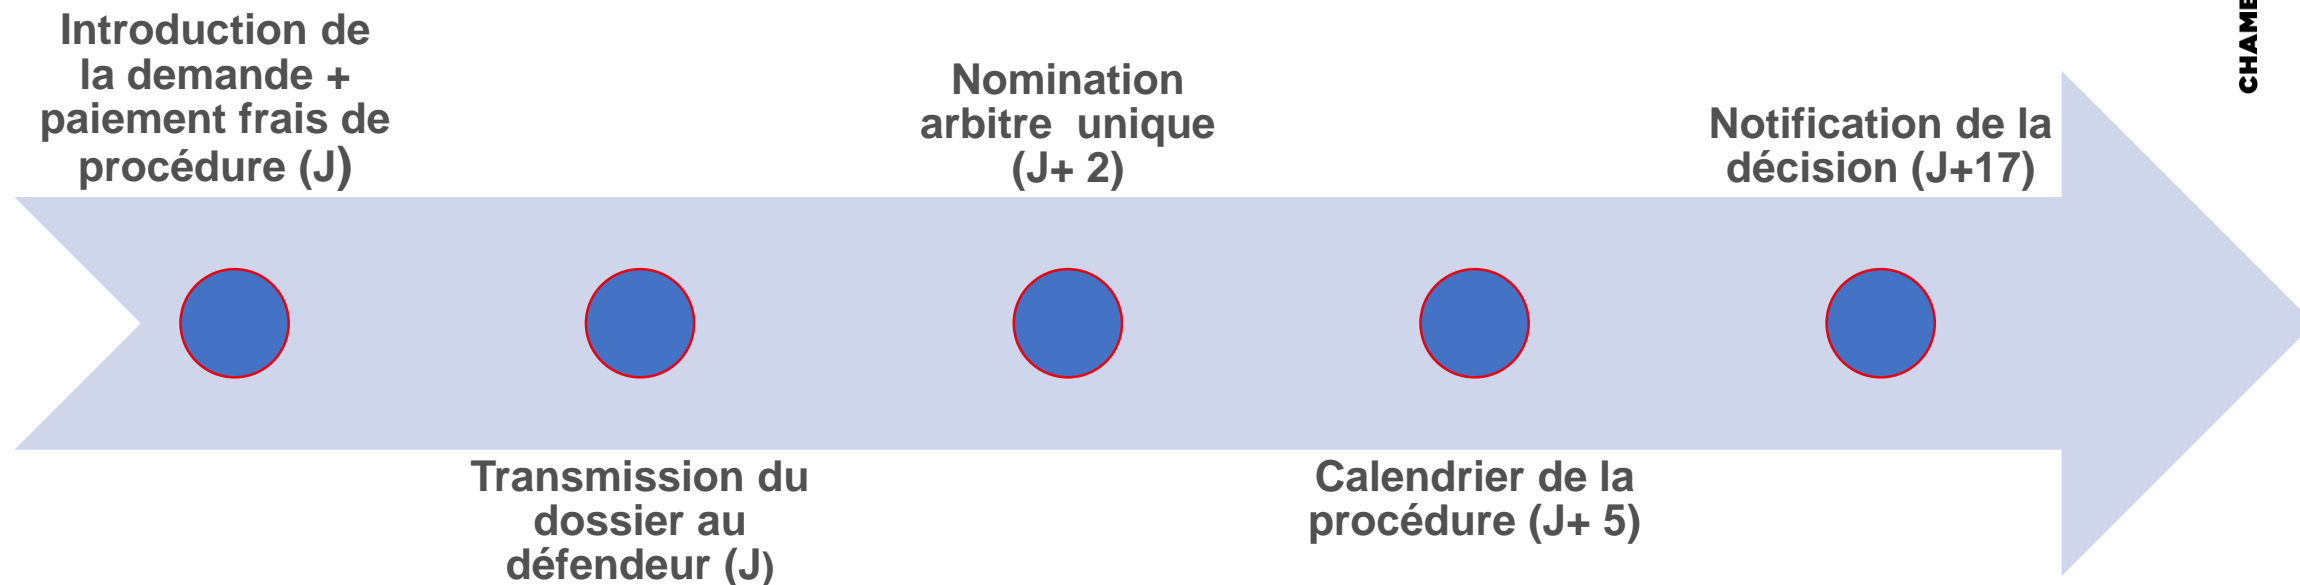 Introduction de
la demande +
paiement frais de
procédure (J)
Transmission du
dossier au
défendeur (J)
Nomination
arbitre unique
(J+ 2)
Calendrier de la
procédure (J+ 5)
Notification de la
décision (J+17)